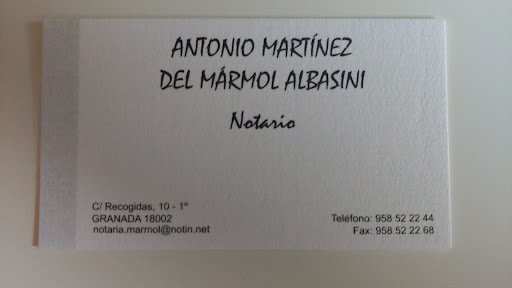 ANTONIO MARTÍNEZ
DEL MÁRMOL ALBASINI
Notario
C/ Recogidas, 10 - 1º
GRANADA 18002
notaria.marmol@notin.net
Teléfono: 958 52 22 44
Fax: 958 52 22 68